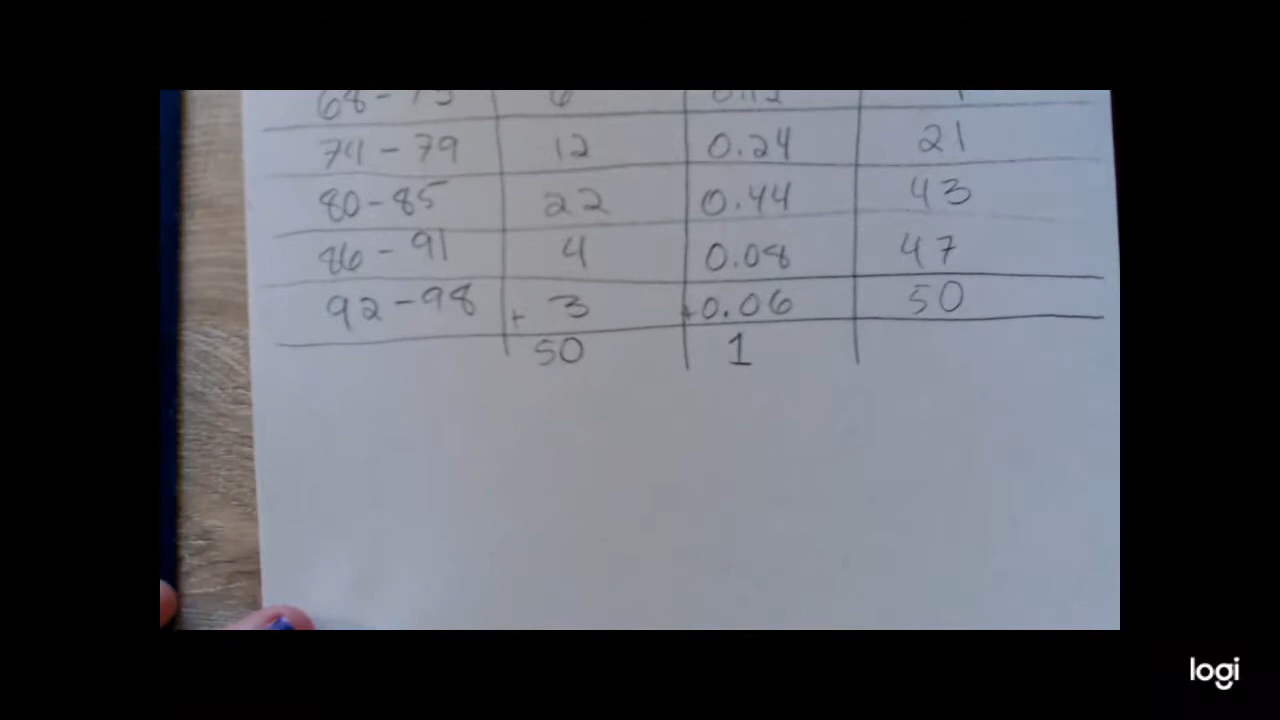 74-79 12 0.24 21
80-85 22 0.44 43
86-91 4 0.08 47
92-98 + 3 +0.06 50
50 1
logi